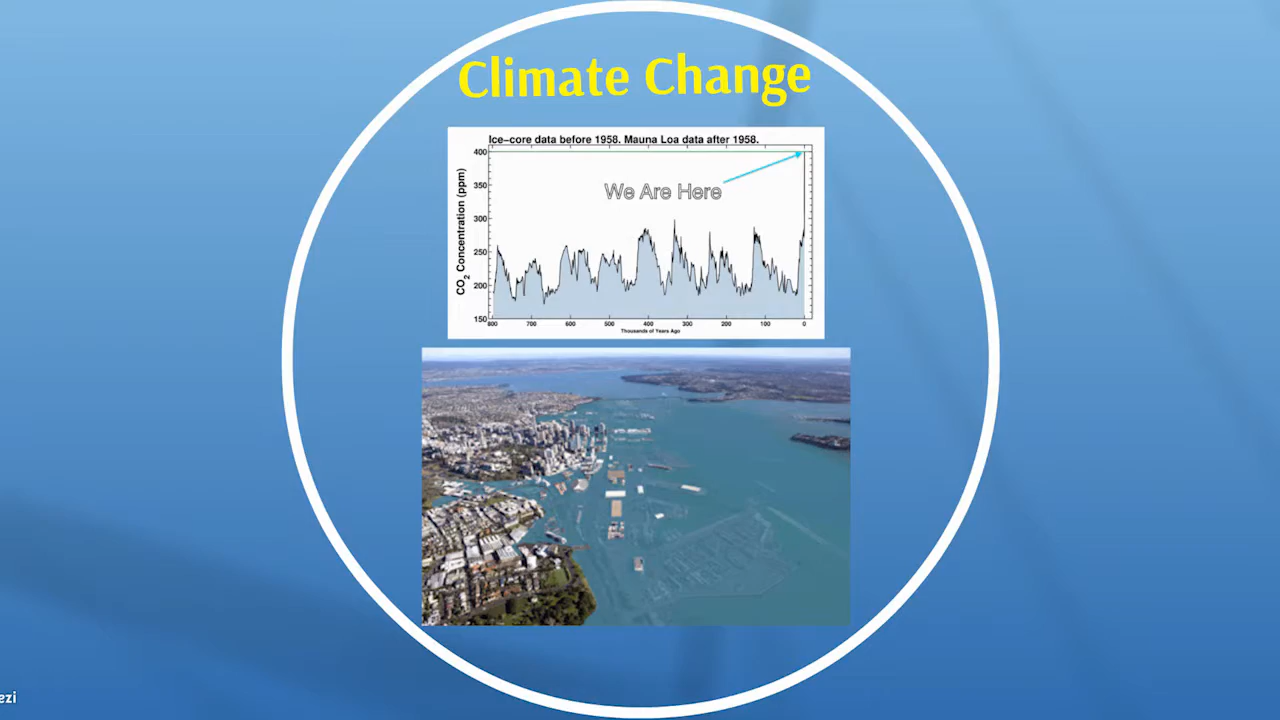 Climate Change
Ice-core data before 1958. Mauna Loa data after 1958.
CO2 Concentration (ppm)
400
350
300
250
200
150
We Are Here
800 700 600 500 400 300 200 100 0
Thousands of Years Ago
ezi